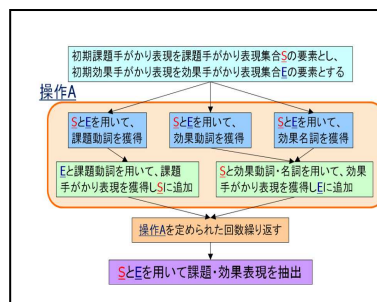 初期課題手がかり表現を課題手がかり表現集合Sの要素とし、
初期効果手がかり表現を効果手がかり表現集合Eの要素とする
操作A
SとEを用いて、
課題動詞を獲得
SとEを用いて、
効果動詞を獲得
SとEを用いて、
効果名詞を獲得
Eと課題動詞を用いて、課題
手がかり表現を獲得しSに追加
Sと効果動詞・名詞を用いて、効果
手がかり表現を獲得しEに追加
操作Aを定められた回数繰り返す
SとEを用いて課題・効果表現を抽出